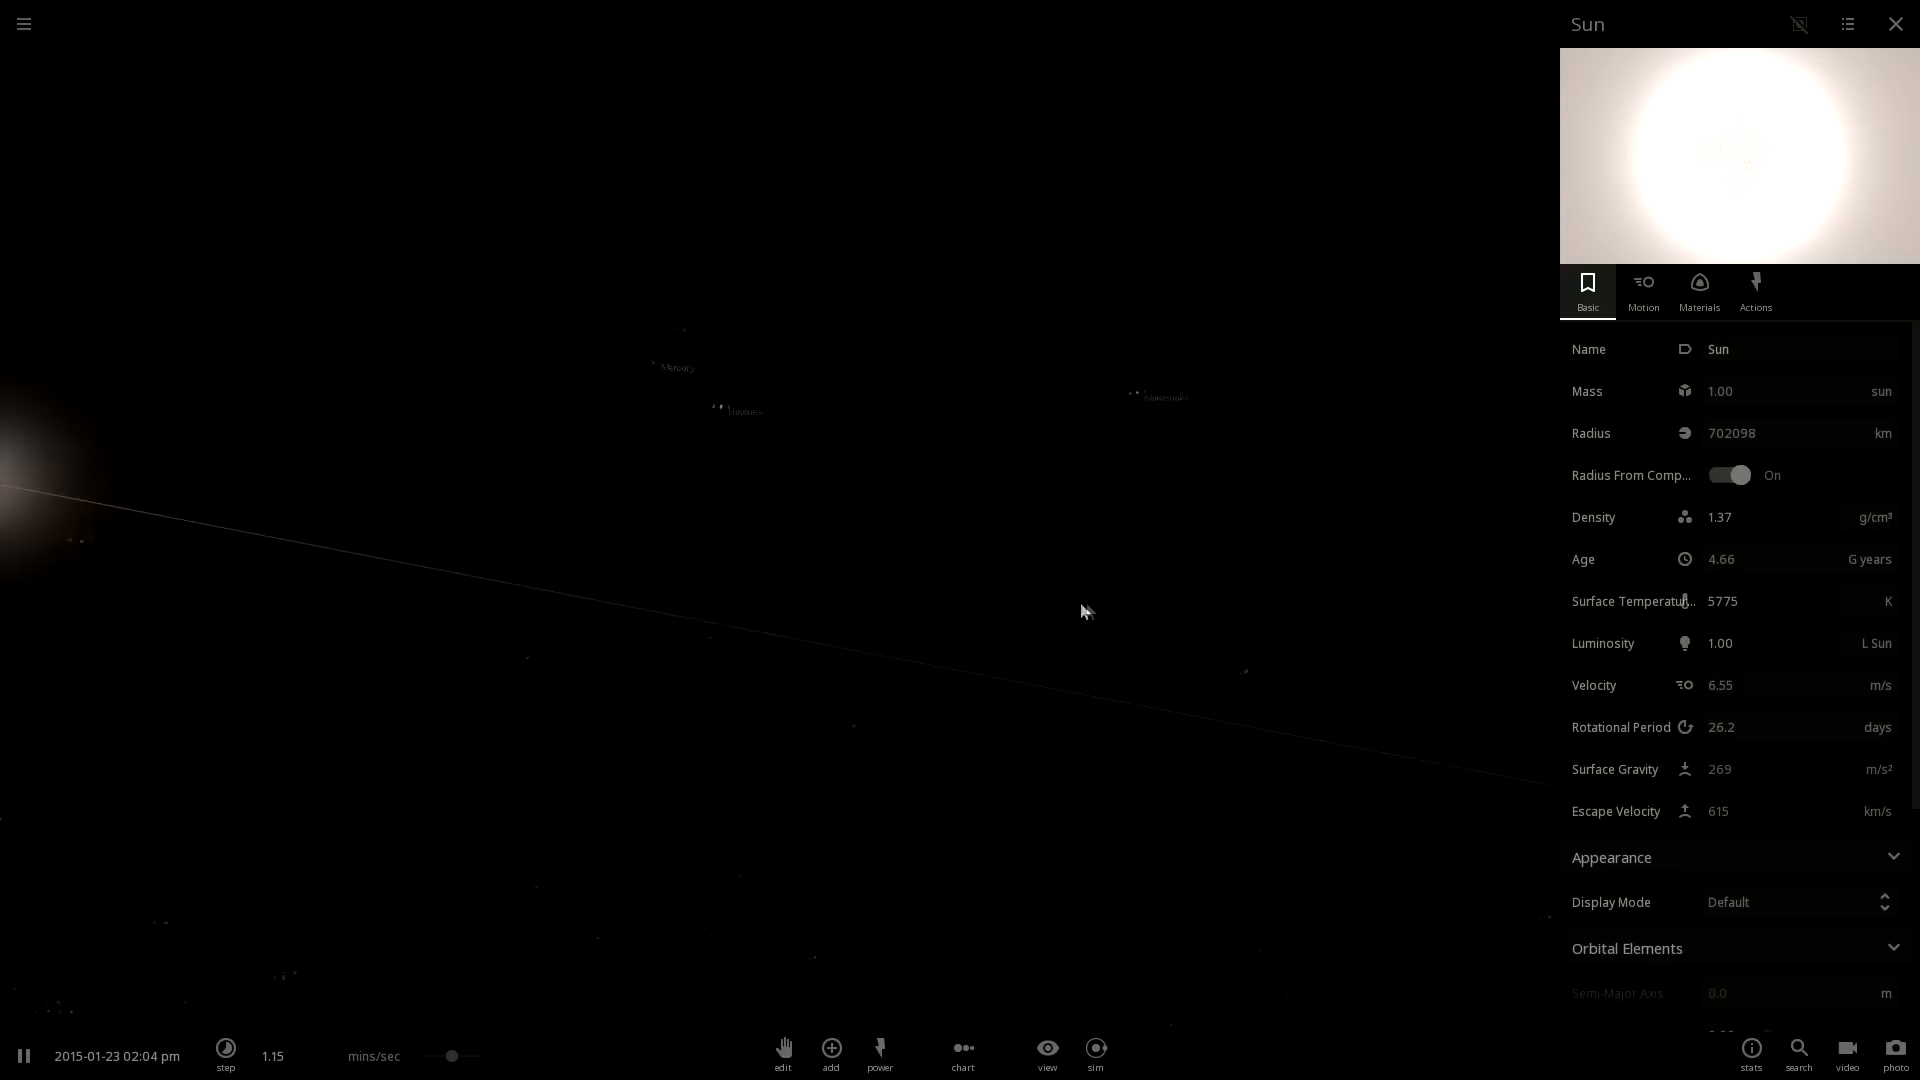 Sun
Mercury
Haumea
Makemake
Basic Motion Materials Actions
Name Sun
Mass 1.00 sun
Radius 702098 km
Radius From Comp... On
Density 1.37 g/cm³
Age 4.66 G years
Surface Temperatur... 5775 K
Luminosity 1.00 L Sun
Velocity 6.55 m/s
Rotational Period 26.2 days
Surface Gravity 269 m/s²
Escape Velocity 615 km/s
Appearance
Display Mode Default
Orbital Elements
Semi-Major Axis 0.0 m
2015-01-23 02:04 pm step 1.15 mins/sec edit add power chart view sim stats search video photo